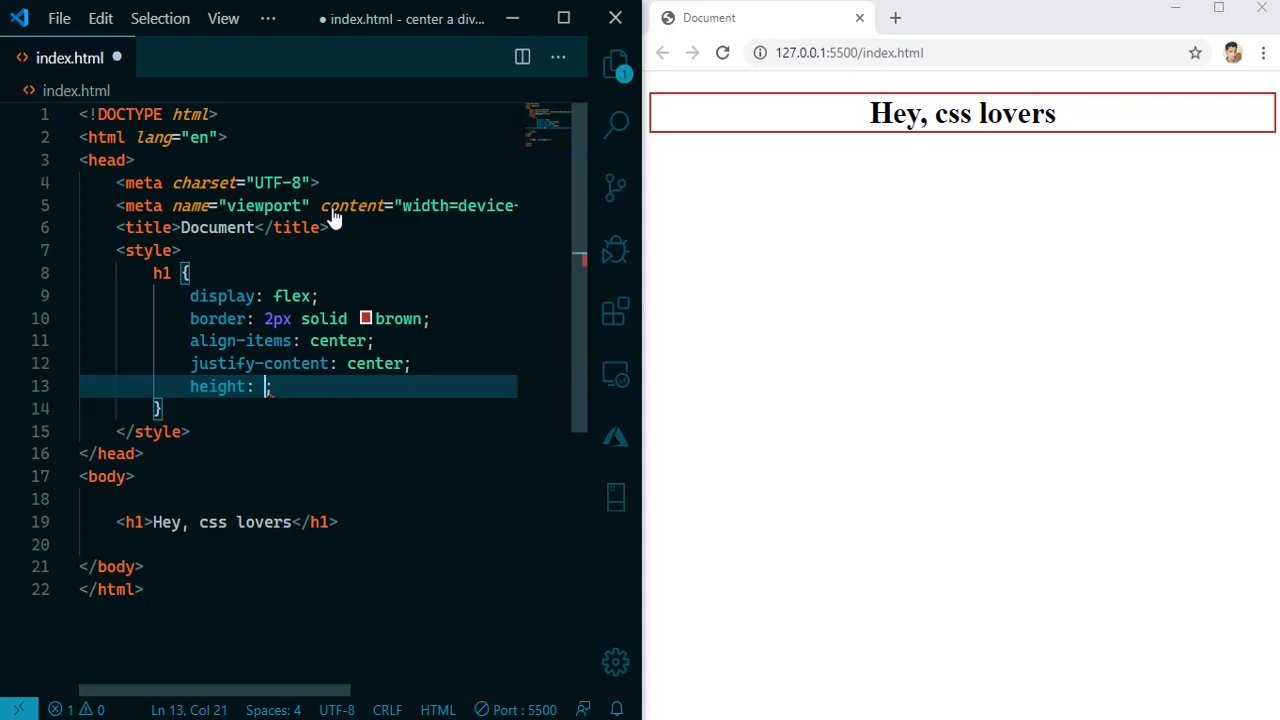 File Edit Selection View ··· ● index.html - center a div...
index.html ●
index.html
1 <!DOCTYPE html>
2 <html lang="en">
3 <head>
4 <meta charset="UTF-8">
5 <meta name="viewport" content="width=device-
6 <title>Document</title>
7 <style>
8 h1 {
9 display: flex;
10 border: 2px solid brown;
11 align-items: center;
12 justify-content: center;
13 height: ;
14 }
15 </style>
16 </head>
17 <body>
18
19 <h1>Hey, css lovers</h1>
20
21 </body>
22 </html>
1
1 0 Ln 13, Col 21 Spaces: 4 UTF-8 CRLF HTML Port : 5500
Document
127.0.0.1:5500/index.html
Hey, css lovers